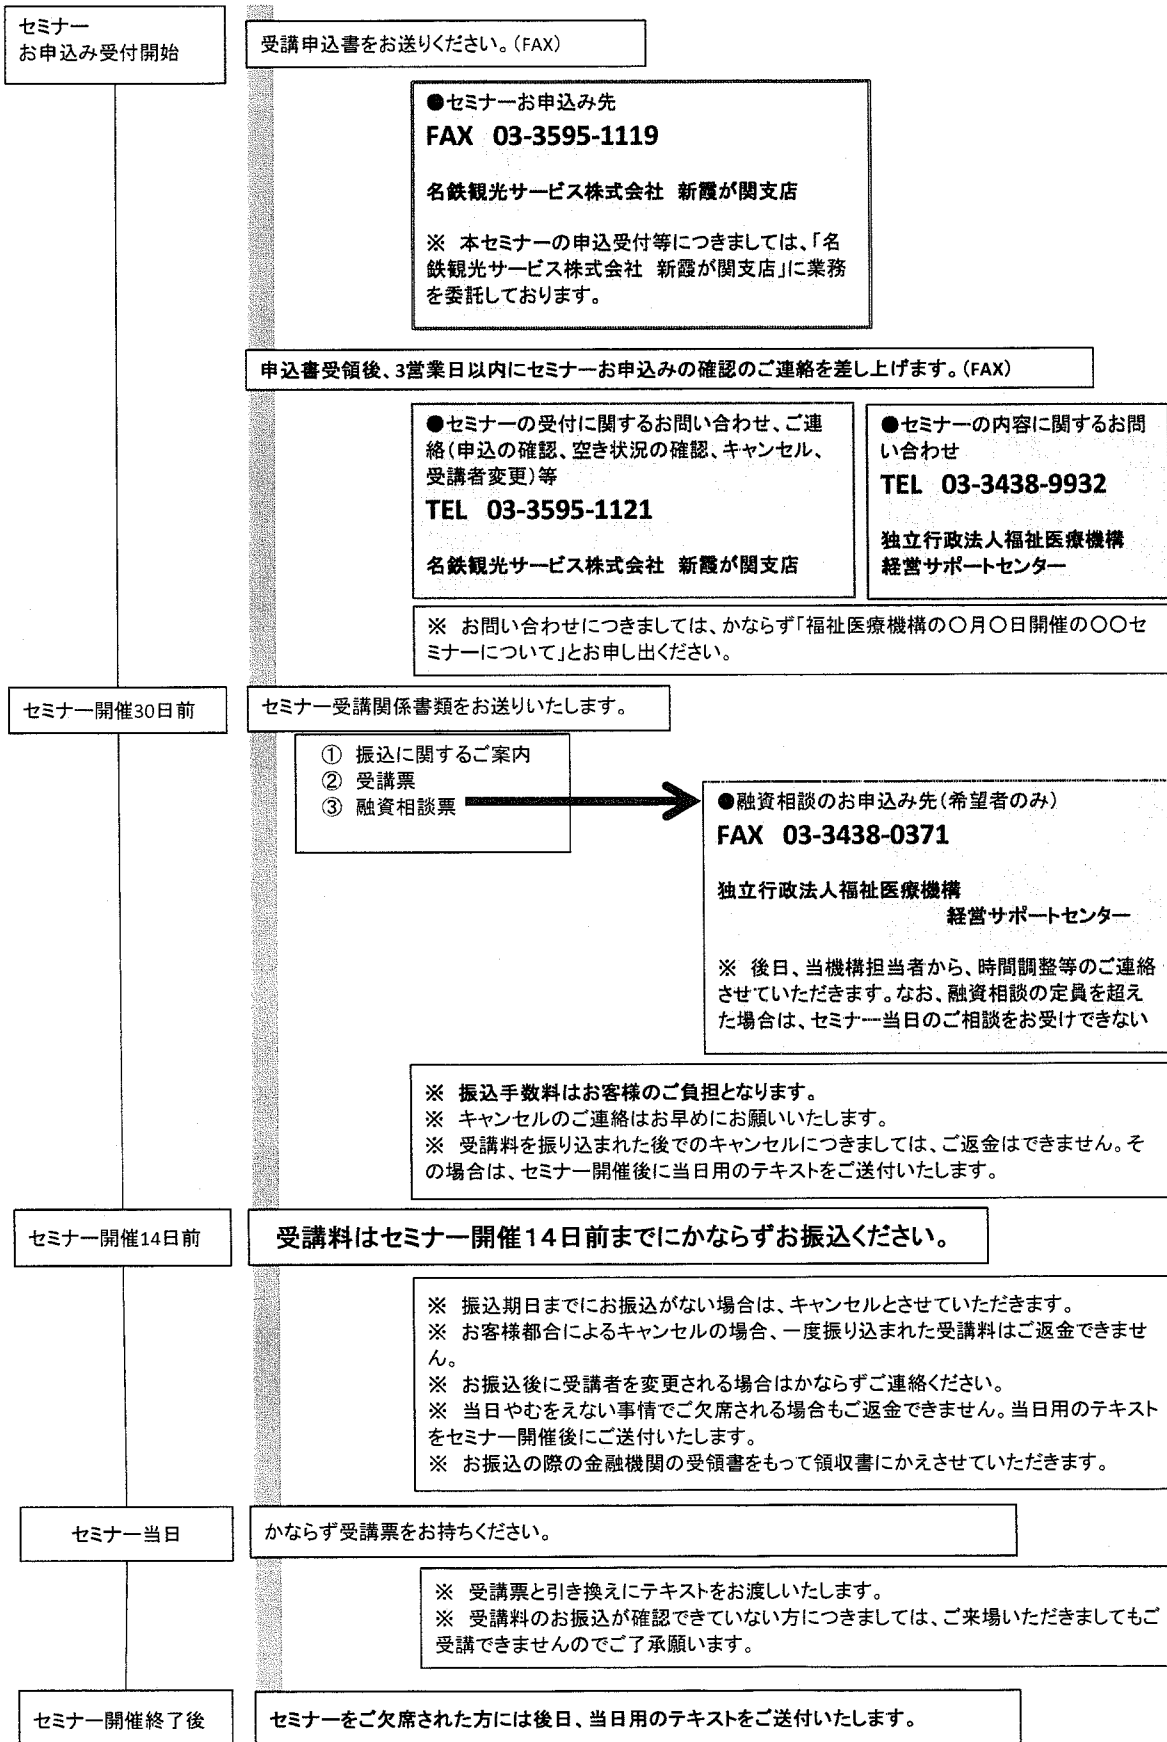 セミナー
お申込み受付開始
受講申込書をお送りください。(FAX)
●セミナーお申込み先
FAX 03-3595-1119
名鉄観光サービス株式会社 新霞が関支店
※ 本セミナーの申込受付等につきましては、「名
鉄観光サービス株式会社 新霞が関支店」に業務
を委託しております。
申込書受領後、3営業日以内にセミナーお申込みの確認のご連絡を差し上げます。(FAX)
●セミナーの受付に関するお問い合わせ、ご連
絡(申込の確認、空き状況の確認、キャンセル、
受講者変更)等
TEL 03-3595-1121
名鉄観光サービス株式会社 新霞が関支店
●セミナーの内容に関するお問
い合わせ
TEL 03-3438-9932
独立行政法人福祉医療機構
経営サポートセンター
※ お問い合わせにつきましては、かならず「福祉医療機構の〇月〇日開催の〇〇セ
ミナーについて」とお申し出ください。
セミナー開催30日前
セミナー受講関係書類をお送りいたします。
① 振込に関するご案内
② 受講票
③ 融資相談票
●融資相談のお申込み先(希望者のみ)
FAX 03-3438-0371
独立行政法人福祉医療機構
経営サポートセンター
※ 後日、当機構担当者から、時間調整等のご連絡
させていただきます。なお、融資相談の定員を超え
た場合は、セミナー当日のご相談をお受けできない
※ 振込手数料はお客様のご負担となります。
※ キャンセルのご連絡はお早めにお願いいたします。
※ 受講料を振り込まれた後でのキャンセルにつきましては、ご返金はできません。そ
の場合は、セミナー開催後に当日用のテキストをご送付いたします。
セミナー開催14日前
受講料はセミナー開催14日前までにかならずお振込ください。
※ 振込期日までにお振込がない場合は、キャンセルとさせていただきます。
※ お客様都合によるキャンセルの場合、一度振り込まれた受講料はご返金できませ
ん。
※ お振込後に受講者を変更される場合はかならずご連絡ください。
※ 当日やむをえない事情でご欠席される場合もご返金できません。当日用のテキスト
をセミナー開催後にご送付いたします。
※ お振込の際の金融機関の受領書をもって領収書にかえさせていただきます。
セミナー当日
かならず受講票をお持ちください。
※ 受講票と引き換えにテキストをお渡しいたします。
※ 受講料のお振込が確認できていない方につきましては、ご来場いただきましてもご
受講できませんのでご了承願います。
セミナー開催終了後
セミナーをご欠席された方には後日、当日用のテキストをご送付いたします。